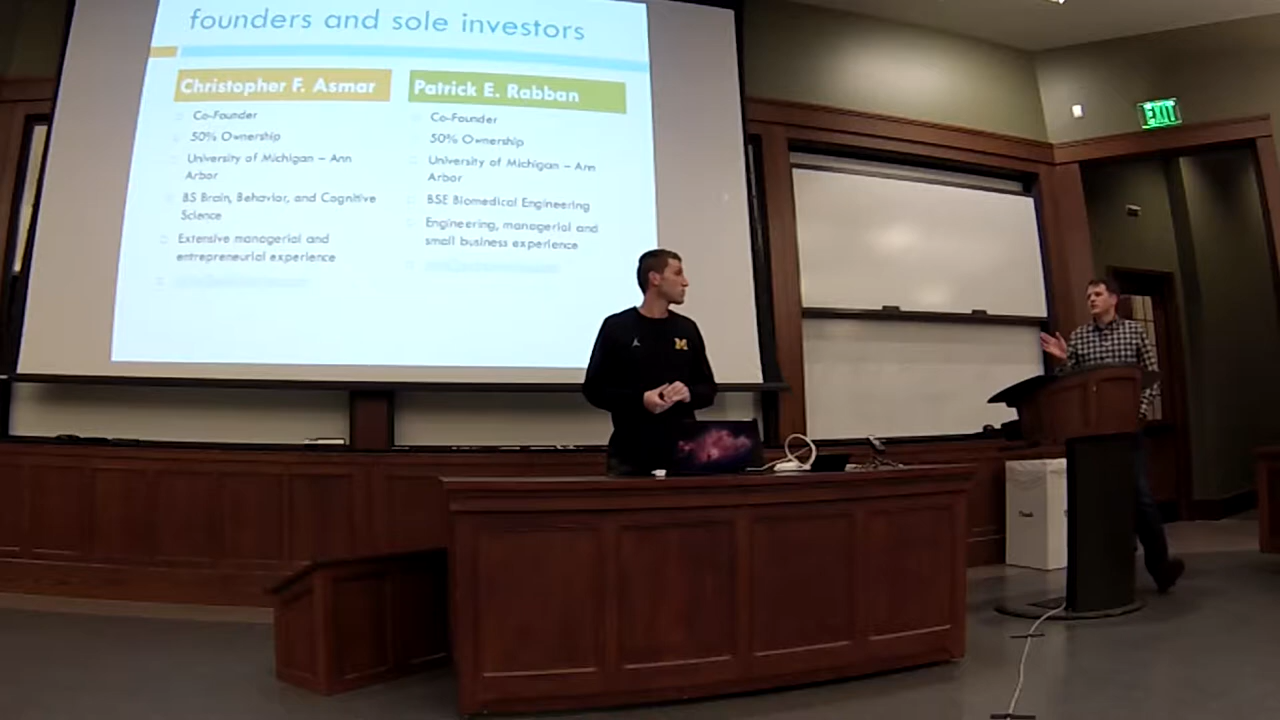 founders and sole investors
Christopher F. Asmar
Co-Founder
50% Ownership
University of Michigan – Ann
Arbor
BS Brain, Behavior, and Cognitive
Science
Extensive managerial and
entrepreneurial experience
Patrick E. Rabban
Co-Founder
50% Ownership
University of Michigan – Ann
Arbor
BSE Biomedical Engineering
Engineering, managerial and
small business experience
M
EXIT